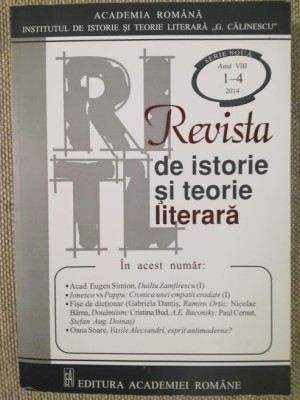 ACADEMIA ROMÂNĂ
INSTITUTUL DE ISTORIE ȘI TEORIE LITERARĂ „G. CĂLINESCU”
SERIE NOUĂ
Anul VIII
1–4
2014
RI
TL
Revista
de istorie
și teorie
literară
În acest număr:
• Acad. Eugen Simion, Duiliu Zamfirescu (I)
• Ionesco vs Pappu: Cronica unei empatii erodate (I)
• Fișe de dicționar (Gabriela Danțiș, Ramiro Ortiz; Nicolae
Bârna, Douămism; Cristina Bud, A.E. Baconsky; Paul Cernat,
Ștefan Aug. Doinaș)
• Oana Soare, Vasile Alecsandri, esprit antimoderne?
EDITURA ACADEMIEI ROMÂNE